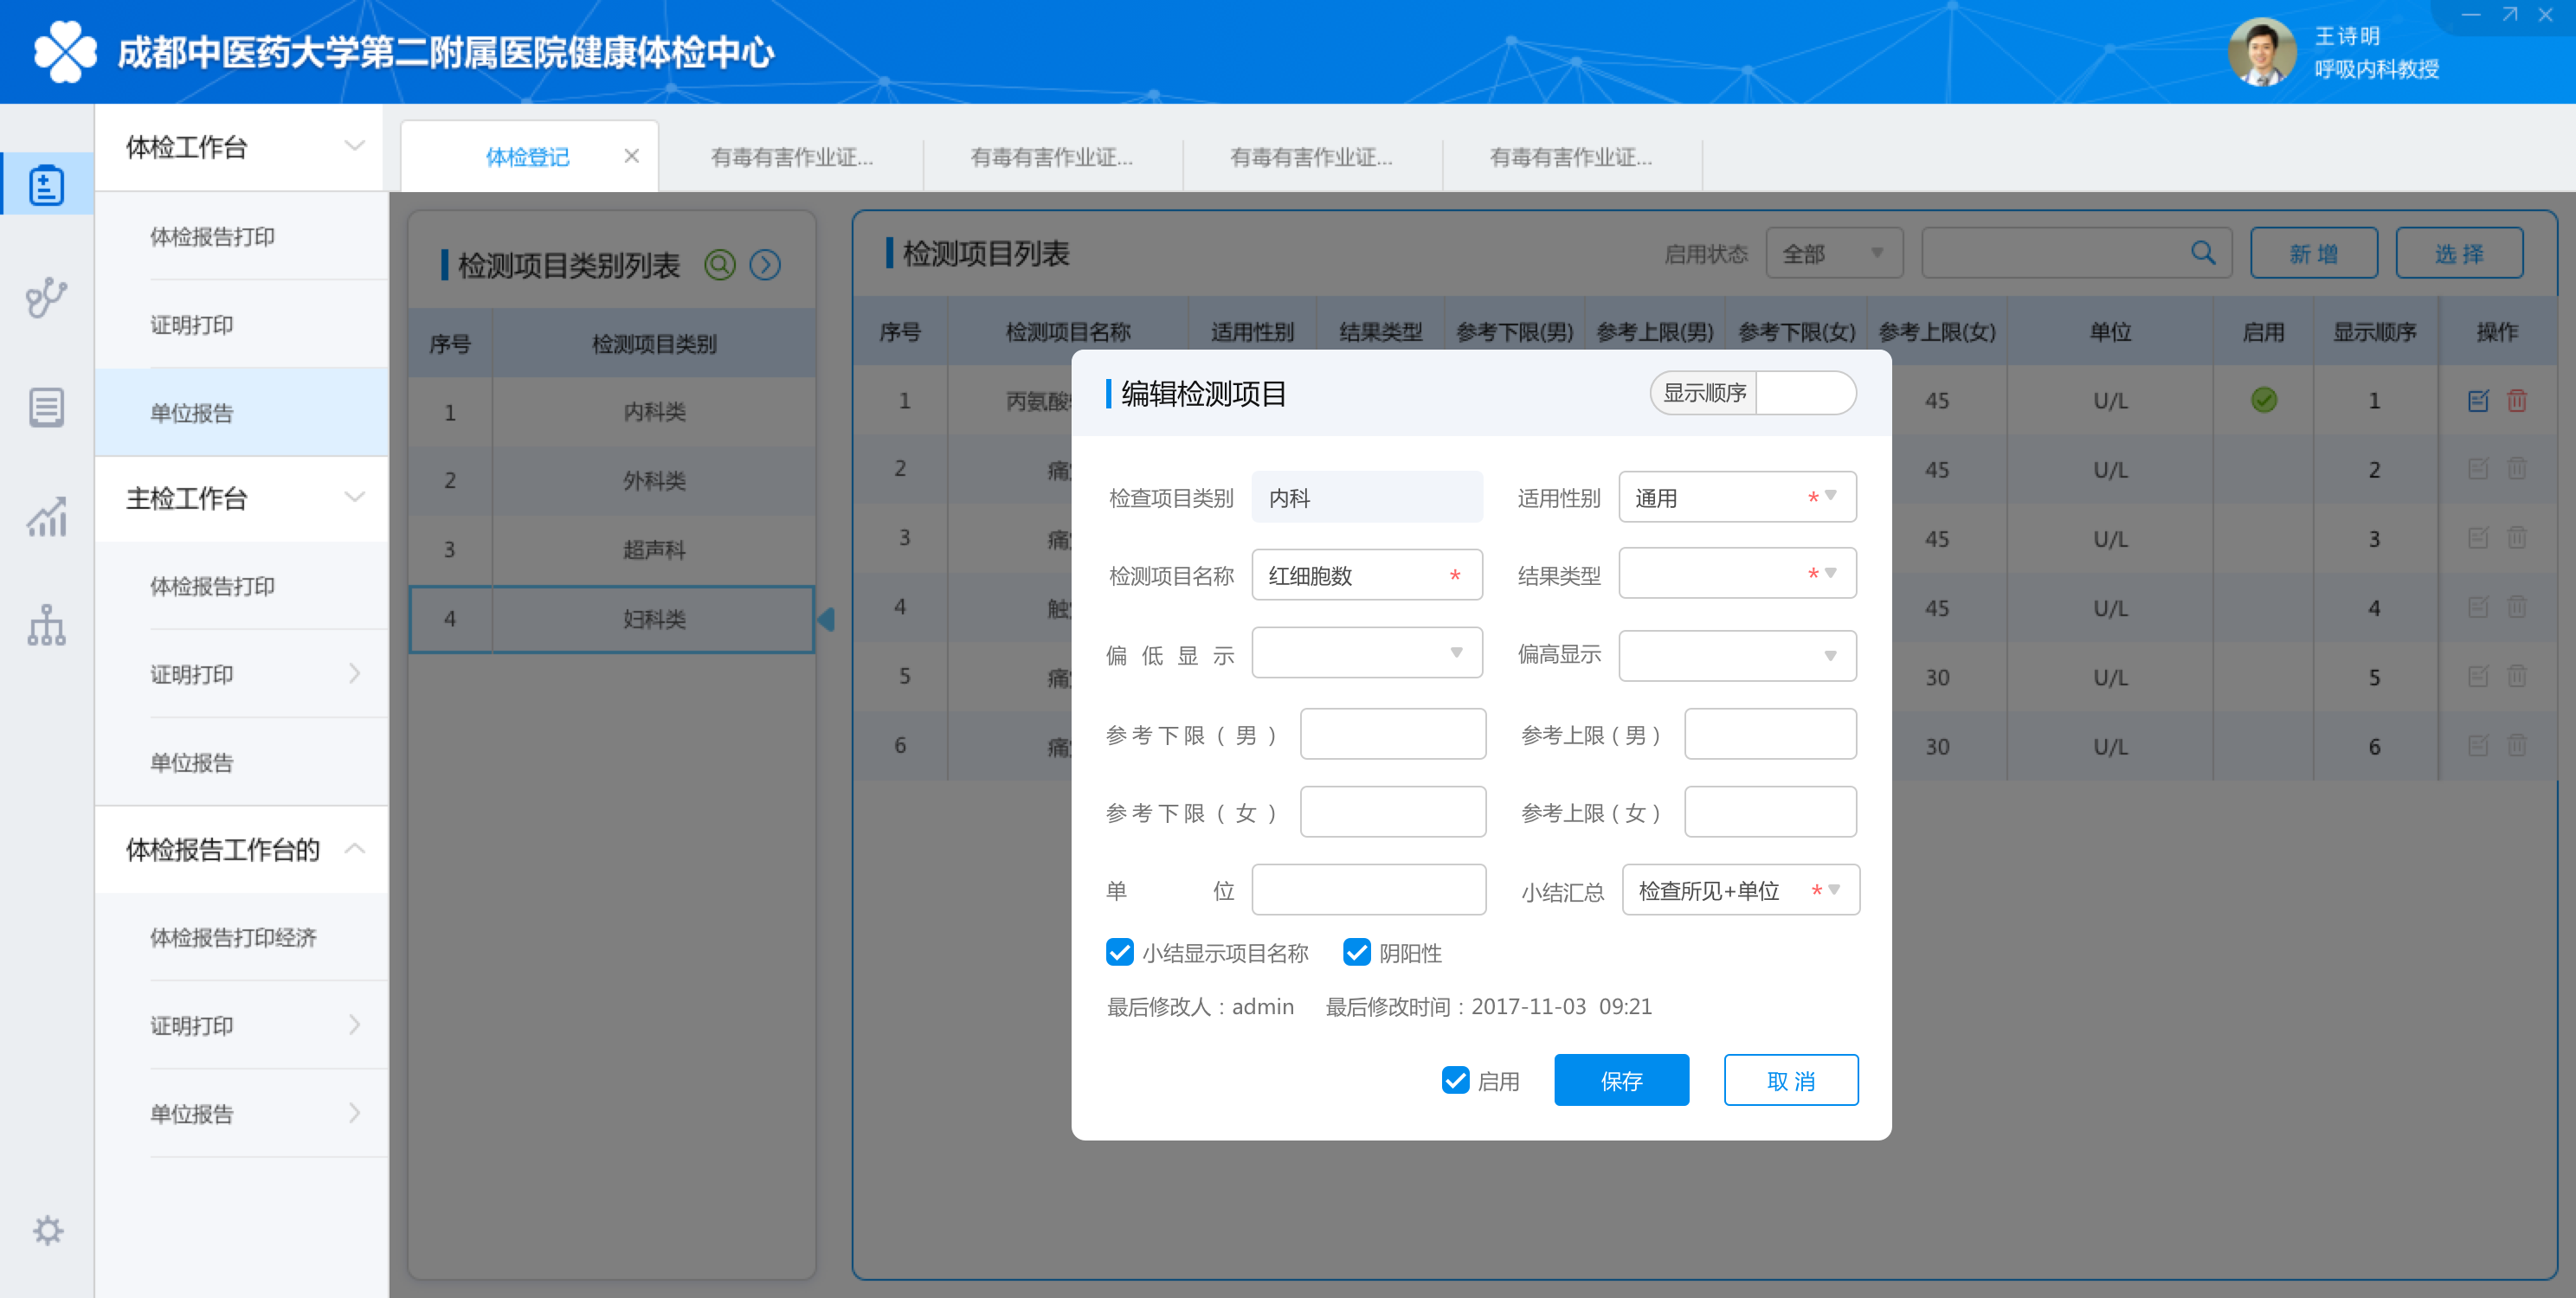 成都中医药大学第二附属医院健康体检中心
王诗明
呼吸内科教授
体检工作台
体检报告打印
证明打印
单位报告
主检工作台
体检报告打印
证明打印
单位报告
体检报告工作台的
体检报告打印经济
证明打印
单位报告
体检登记 有毒有害作业证... 有毒有害作业证... 有毒有害作业证... 有毒有害作业证...
检测项目类别列表
序号 检测项目类别
1 内科类
2 外科类
3 超声科
4 妇科类
检测项目列表 启用状态 全部 新增 选择
序号 检测项目名称 适用性别 结果类型 参考下限(男) 参考上限(男) 参考下限(女) 参考上限(女) 单位 启用 显示顺序 操作
1 丙氨酸 45 U/L 1
2 痛 45 U/L 2
3 痛 45 U/L 3
4 触 45 U/L 4
5 痛 30 U/L 5
6 痛 30 U/L 6
编辑检测项目 显示顺序
检查项目类别 内科 适用性别 通用 *
检测项目名称 红细胞数 * 结果类型 *
偏低显示 偏高显示
参考下限(男) 参考上限(男)
参考下限(女) 参考上限(女)
单位 小结汇总 检查所见+单位 *
小结显示项目名称 阴阳性
最后修改人：admin 最后修改时间：2017-11-03 09:21
启用 保存 取消